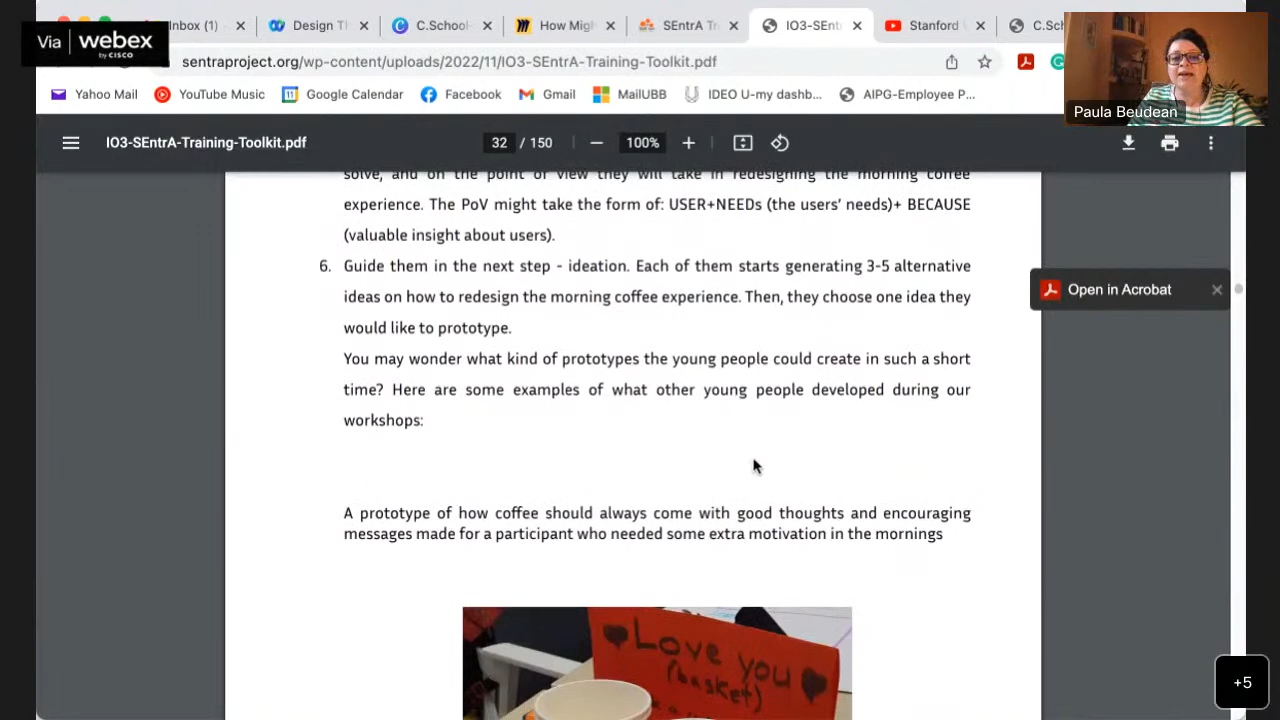 Via webex
by CISCO
Inbox (1)
Design Th
C.School
How Migh
SEntrA Tr
IO3-SEntr
Stanford
C.Sch
sentraproject.org/wp-content/uploads/2022/11/IO3-SEntrA-Training-Toolkit.pdf
Yahoo Mail
YouTube Music
Google Calendar
Facebook
Gmail
MailUBB
IDEO U-my dashb...
AIPG-Employee P...
Paula Beudean
IO3-SEntrA-Training-Toolkit.pdf
32 / 150
100%
solve, and on the point of view they will take in redesigning the morning coffee
experience. The PoV might take the form of: USER+NEEDs (the users' needs)+ BECAUSE
(valuable insight about users).
6. Guide them in the next step - ideation. Each of them starts generating 3-5 alternative
ideas on how to redesign the morning coffee experience. Then, they choose one idea they
would like to prototype.
You may wonder what kind of prototypes the young people could create in such a short
time? Here are some examples of what other young people developed during our
workshops:
Open in Acrobat
A prototype of how coffee should always come with good thoughts and encouraging
messages made for a participant who needed some extra motivation in the mornings
Love you
(basket)
+5